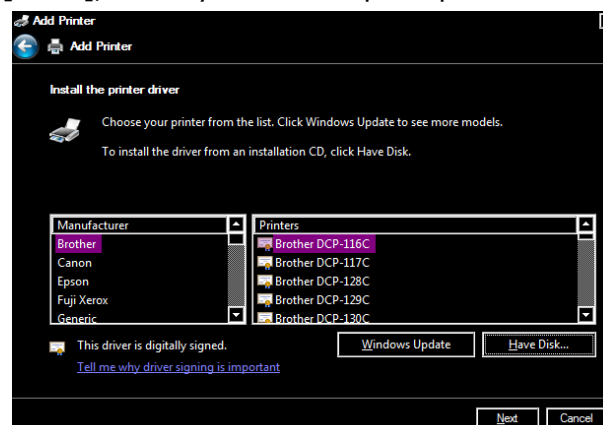 Add Printer
Add Printer
Install the printer driver
Choose your printer from the list. Click Windows Update to see more models.
To install the driver from an installation CD, click Have Disk.
Manufacturer
Brother
Canon
Epson
Fuji Xerox
Generic
Printers
Brother DCP-116C
Brother DCP-117C
Brother DCP-128C
Brother DCP-129C
Brother DCP-130C
This driver is digitally signed.
Tell me why driver signing is important
Windows Update
Have Disk...
Next
Cancel